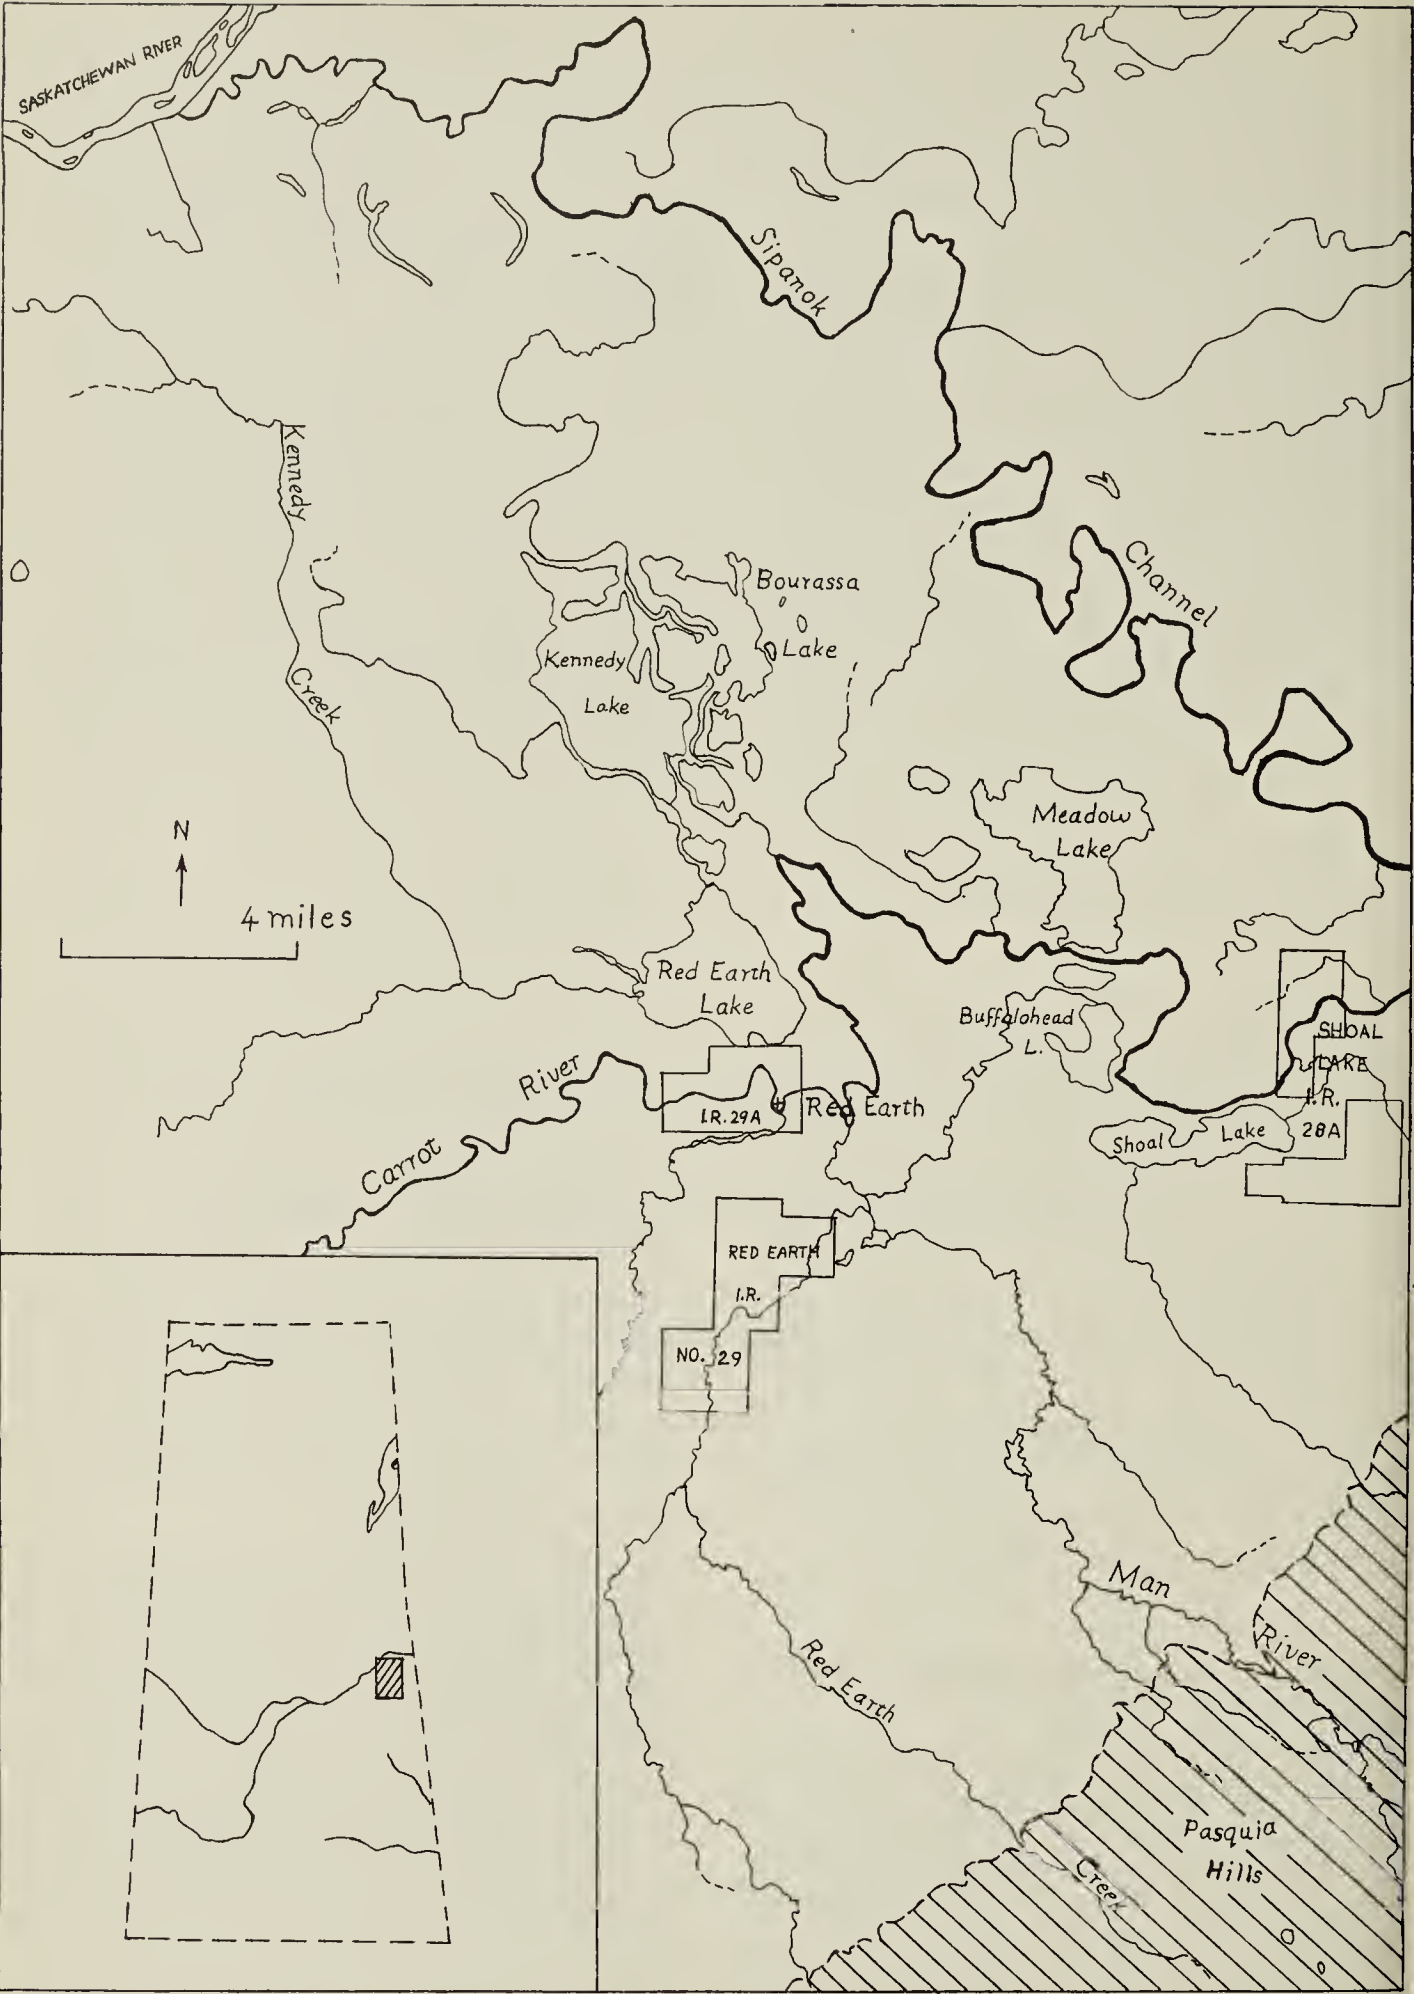 SASKATCHEWAN RIVER
Sipanok
Channel
Kennedy
Creek
Bourassa
Lake
Kennedy
Lake
Meadow
Lake
N
4 miles
Red Earth
Lake
Buffalohead
L.
SHOAL
LAKE
I.R.
28A
River
Carrot
I.R. 29A
Red Earth
Shoal Lake
RED EARTH
I.R.
NO. 29
Man
River
Red Earth
Creek
Pasquia
Hills